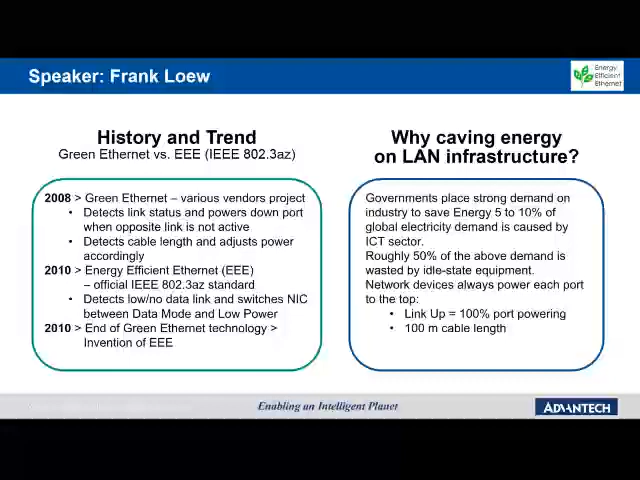 Speaker: Frank Loew
Energy
Efficient
Ethernet
History and Trend
Green Ethernet vs. EEE (IEEE 802.3az)
2008 > Green Ethernet – various vendors project
• Detects link status and powers down port
when opposite link is not active
• Detects cable length and adjusts power
accordingly
2010 > Energy Efficient Ethernet (EEE)
– official IEEE 802.3az standard
• Detects low/no data link and switches NIC
between Data Mode and Low Power
2010 > End of Green Ethernet technology >
Invention of EEE
Why caving energy
on LAN infrastructure?
Governments place strong demand on
industry to save Energy 5 to 10% of
global electricity demand is caused by
ICT sector.
Roughly 50% of the above demand is
wasted by idle-state equipment.
Network devices always power each port
to the top:
• Link Up = 100% port powering
• 100 m cable length
Enabling an Intelligent Planet
ADVANTECH